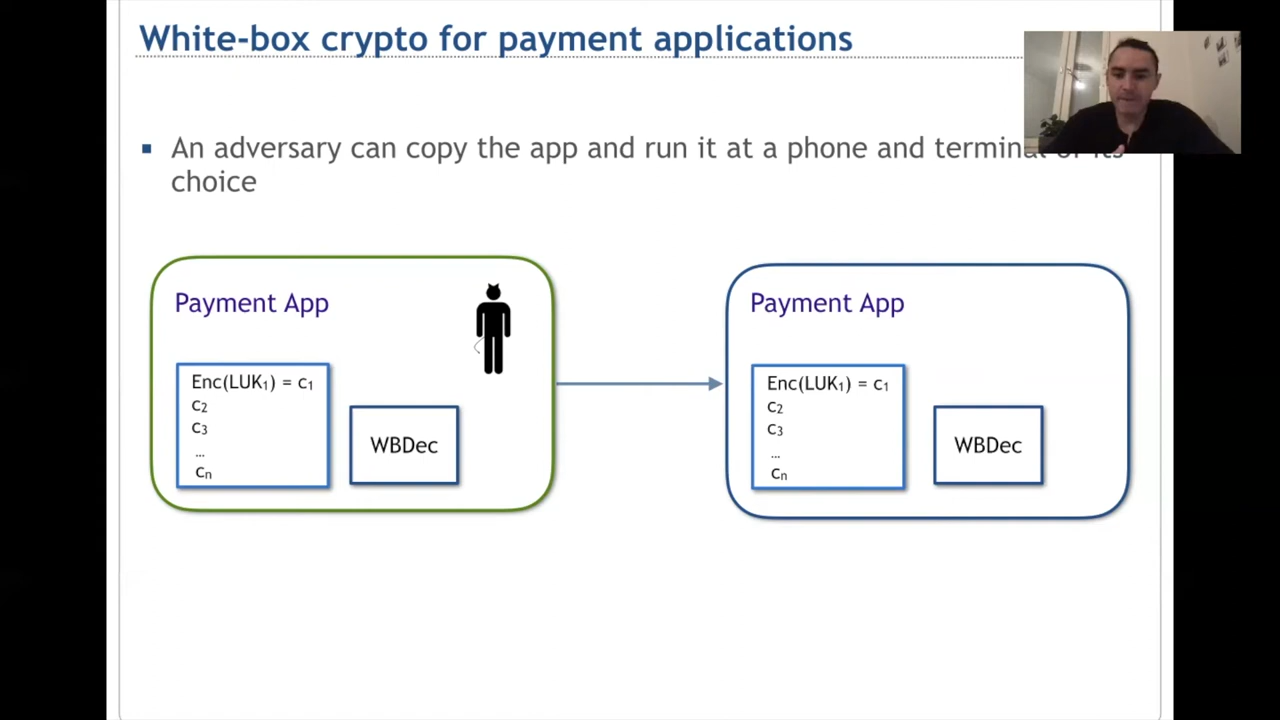 White-box crypto for payment applications
▪ An adversary can copy the app and run it at a phone and terminal of its
choice
Payment App
Enc(LUK₁) = c₁
c₂
c₃
...
cₙ
WBDec
Payment App
Enc(LUK₁) = c₁
c₂
c₃
...
cₙ
WBDec